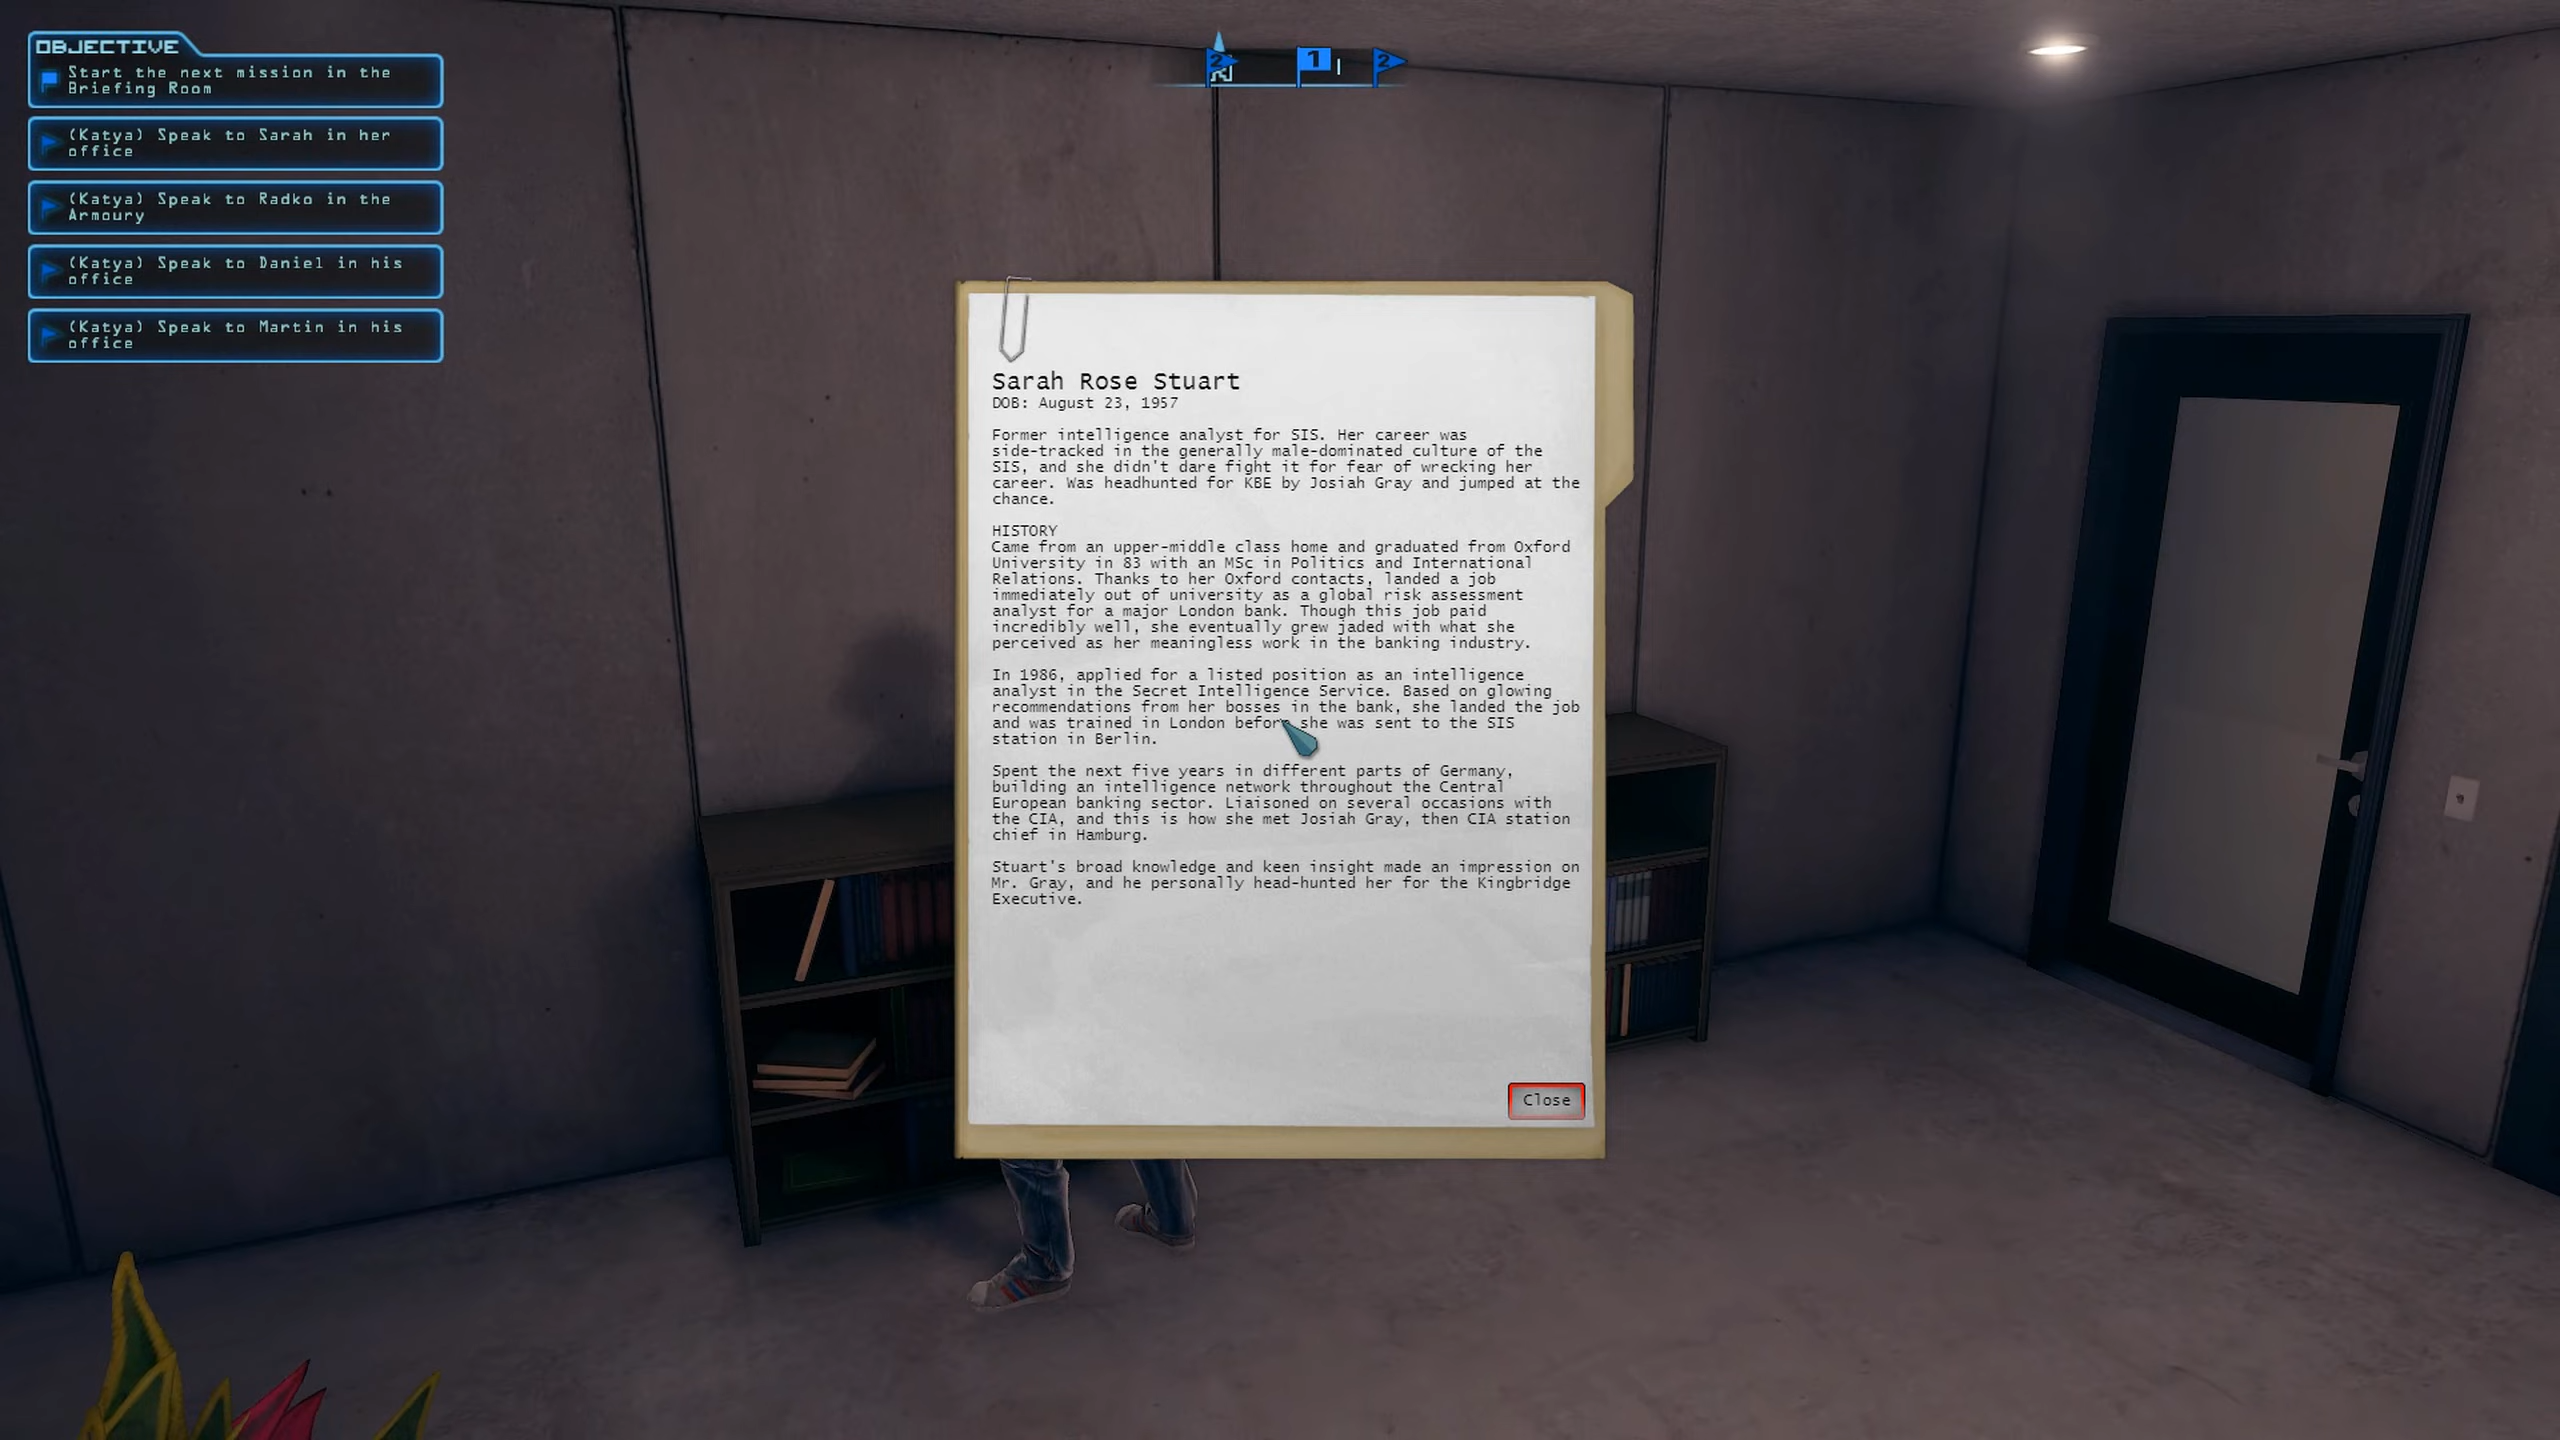 OBJECTIVE
Start the next mission in the
Briefing Room
(Katya) Speak to Sarah in her
office
(Katya) Speak to Radko in the
Armoury
(Katya) Speak to Daniel in his
office
(Katya) Speak to Martin in his
office
2 N 1 2
Sarah Rose Stuart
DOB: August 23, 1957
Former intelligence analyst for SIS. Her career was
side-tracked in the generally male-dominated culture of the
SIS, and she didn't dare fight it for fear of wrecking her
career. Was headhunted for KBE by Josiah Gray and jumped at the
chance.
HISTORY
Came from an upper-middle class home and graduated from Oxford
University in 83 with an MSc in Politics and International
Relations. Thanks to her Oxford contacts, landed a job
immediately out of university as a global risk assessment
analyst for a major London bank. Though this job paid
incredibly well, she eventually grew jaded with what she
perceived as her meaningless work in the banking industry.
In 1986, applied for a listed position as an intelligence
analyst in the Secret Intelligence Service. Based on glowing
recommendations from her bosses in the bank, she landed the job
and was trained in London before she was sent to the SIS
station in Berlin.
Spent the next five years in different parts of Germany,
building an intelligence network throughout the Central
European banking sector. Liaisoned on several occasions with
the CIA, and this is how she met Josiah Gray, then CIA station
chief in Hamburg.
Stuart's broad knowledge and keen insight made an impression on
Mr. Gray, and he personally head-hunted her for the Kingbridge
Executive.
Close